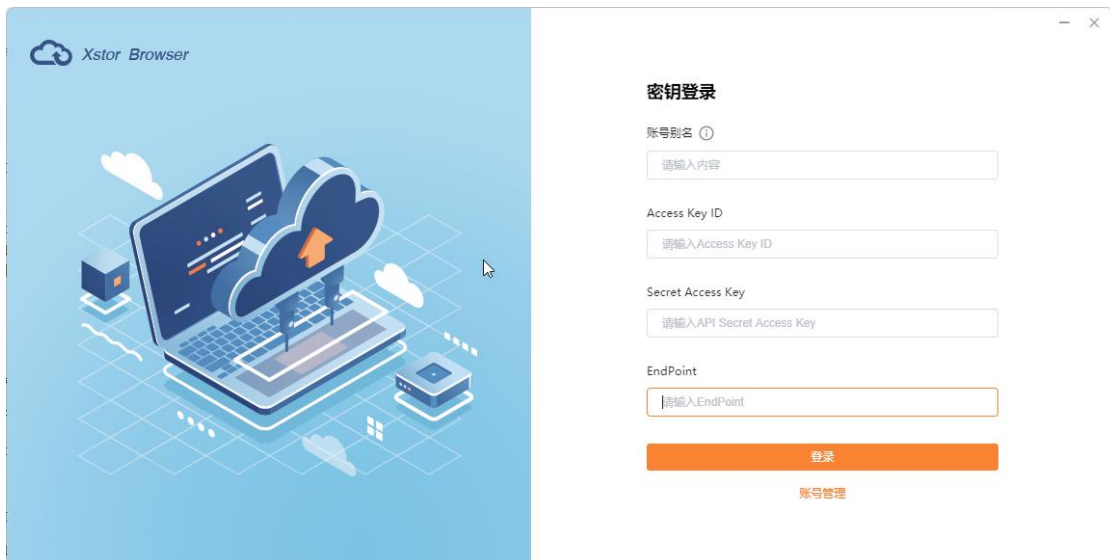 Xstor Browser
密钥登录
账号别名
请输入内容
Access Key ID
请输入Access Key ID
Secret Access Key
请输入API Secret Access Key
EndPoint
请输入EndPoint
登录
账号管理